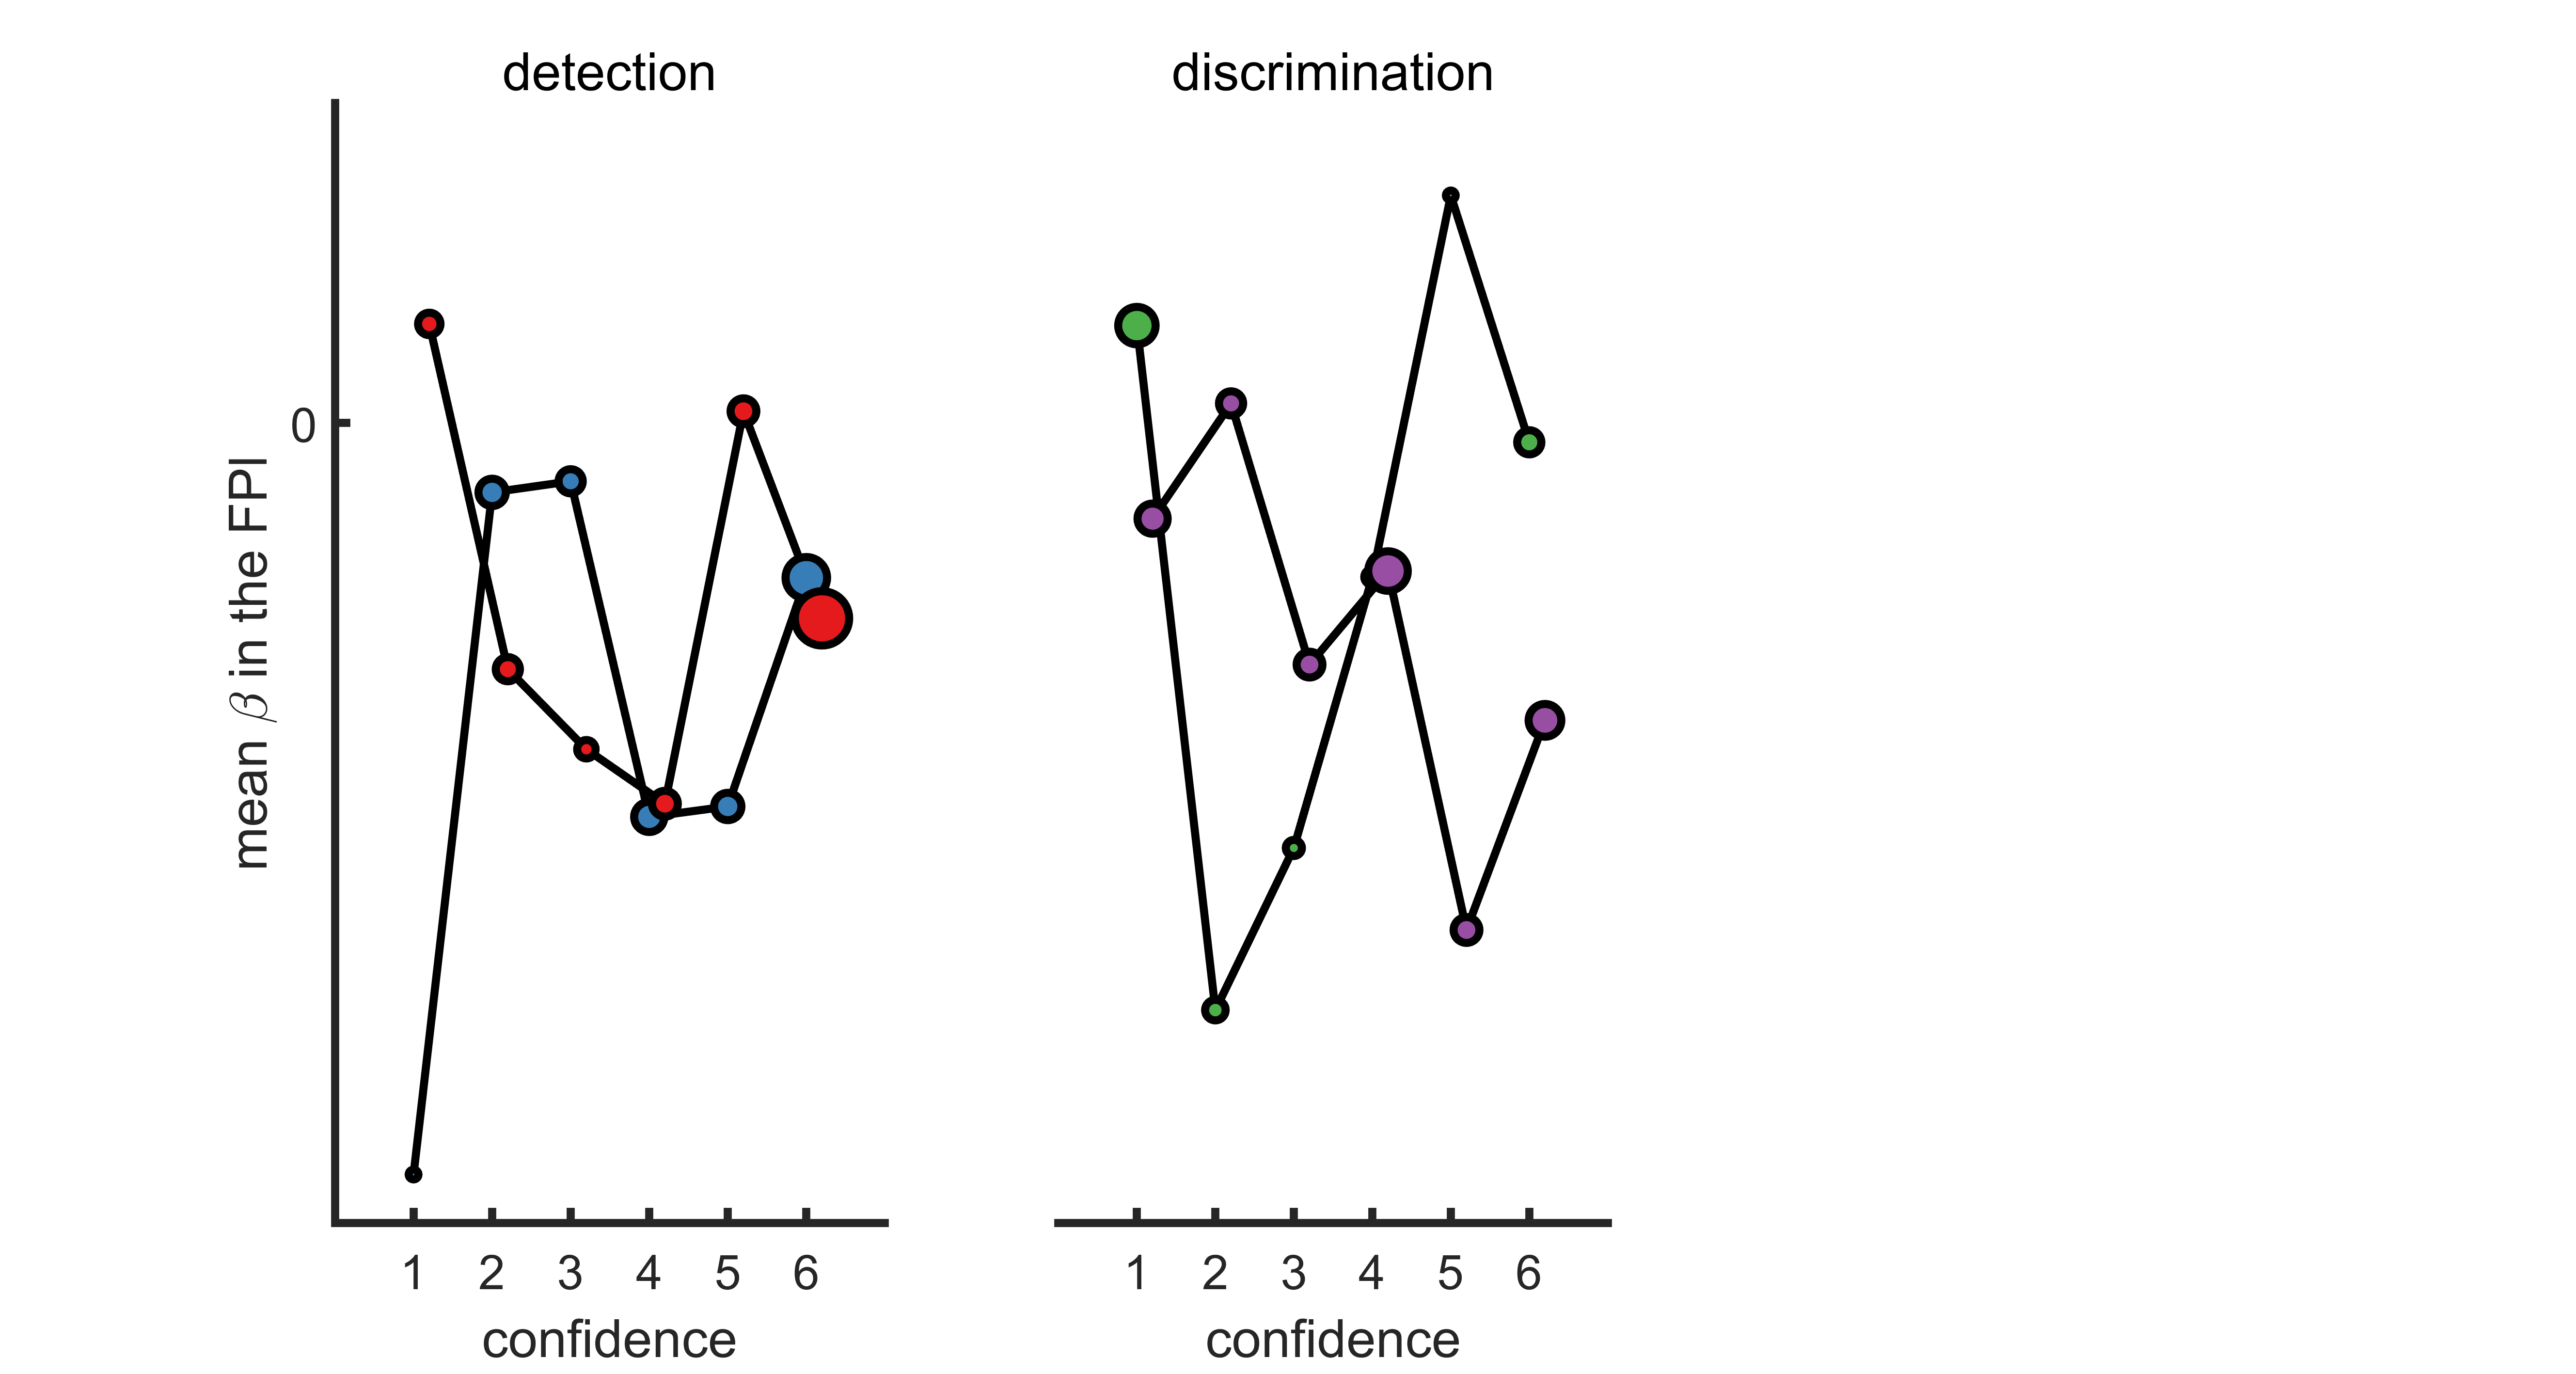 detection
discrimination
0
mean β in the FPI
1 2 3 4 5 6
1 2 3 4 5 6
confidence
confidence